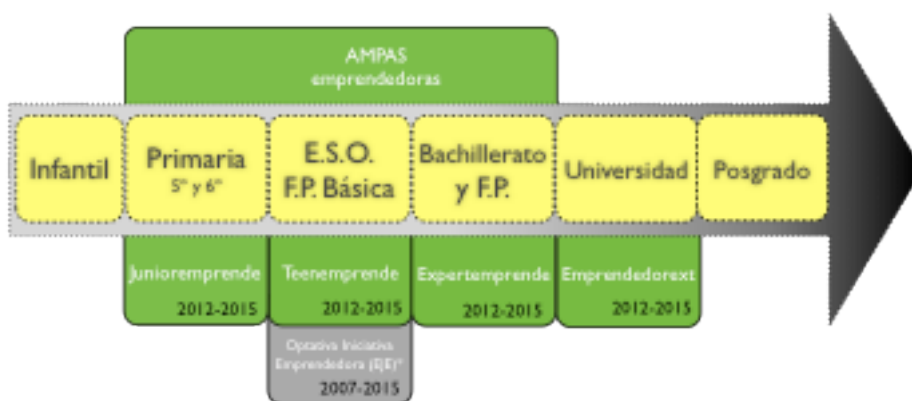 AMPAS
emprendedoras
Infantil
Primaria
5º y 6º
E.S.O.
F.P. Básica
Bachillerato
y F.P.
Universidad
Posgrado
Junioremprende
2012-2015
Teenemprende
2012-2015
Expertemprende
2012-2015
Emprendedorext
2012-2015
Optativa Iniciativa
Emprendedora (EJE)*
2007-2015